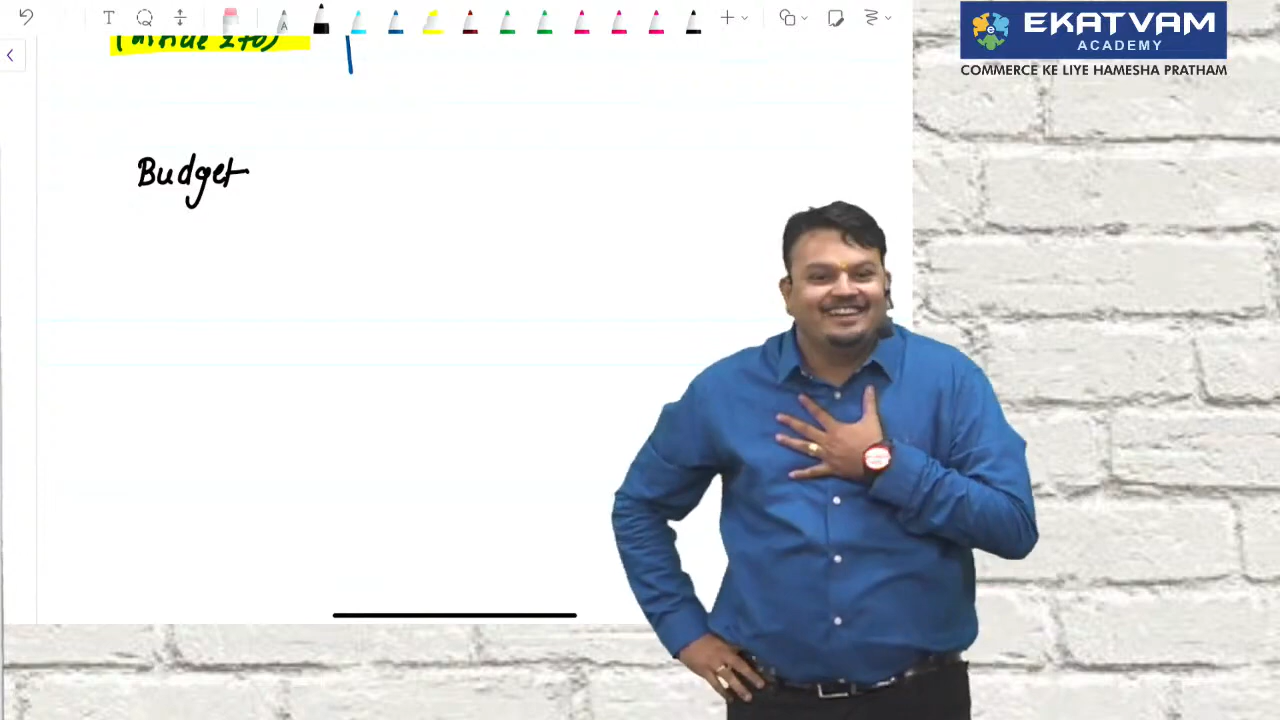 EKATVAM
ACADEMY
COMMERCE KE LIYE HAMESHA PRATHAM
T
Budget